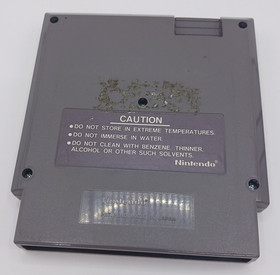 CAUTION
•DO NOT STORE IN EXTREME TEMPERATURES.
•DO NOT IMMERSE IN WATER.
•DO NOT CLEAN WITH BENZENE, THINNER,
ALCOHOL OR OTHER SUCH SOLVENTS.
Nintendo